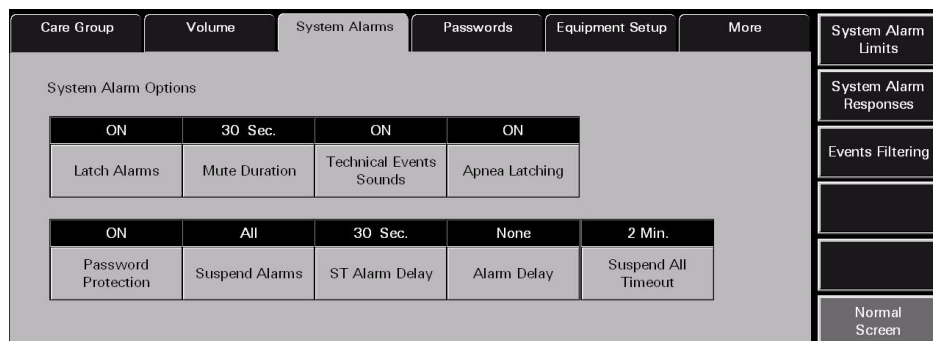 Care Group Volume System Alarms Passwords Equipment Setup More
System Alarm Options
ON 30 Sec. ON ON
Latch Alarms Mute Duration Technical Events Sounds Apnea Latching
ON All 30 Sec. None 2 Min.
Password Protection Suspend Alarms ST Alarm Delay Alarm Delay Suspend All Timeout
System Alarm
Limits
System Alarm
Responses
Events Filtering
Normal
Screen